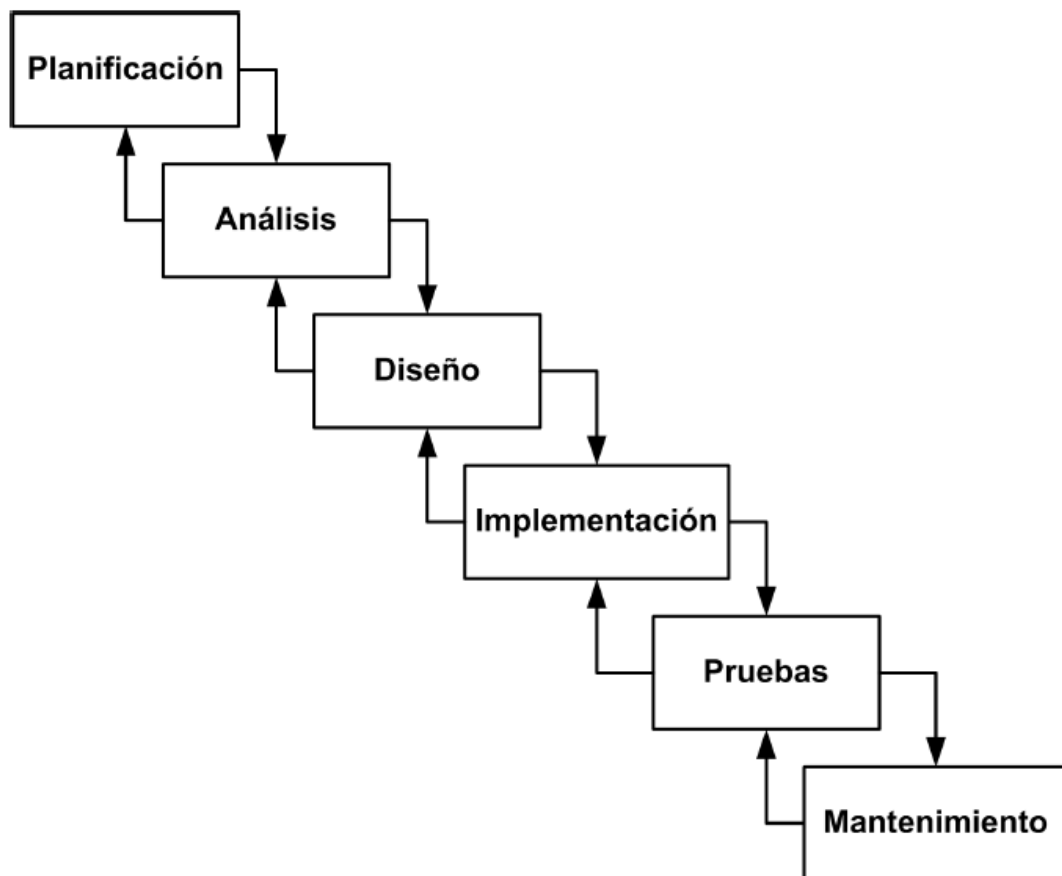 Planificación
Análisis
Diseño
Implementación
Pruebas
Mantenimiento